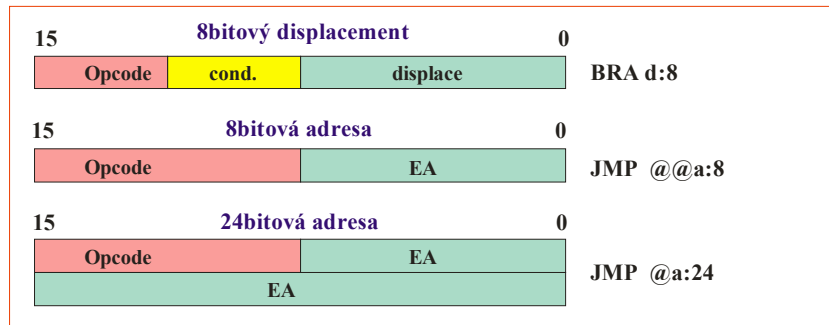 8bitový displacement
15 0
Opcode cond. displace BRA d:8
8bitová adresa
15 0
Opcode EA JMP @@a:8
15 24bitová adresa 0
Opcode EA
JMP @a:24
EA